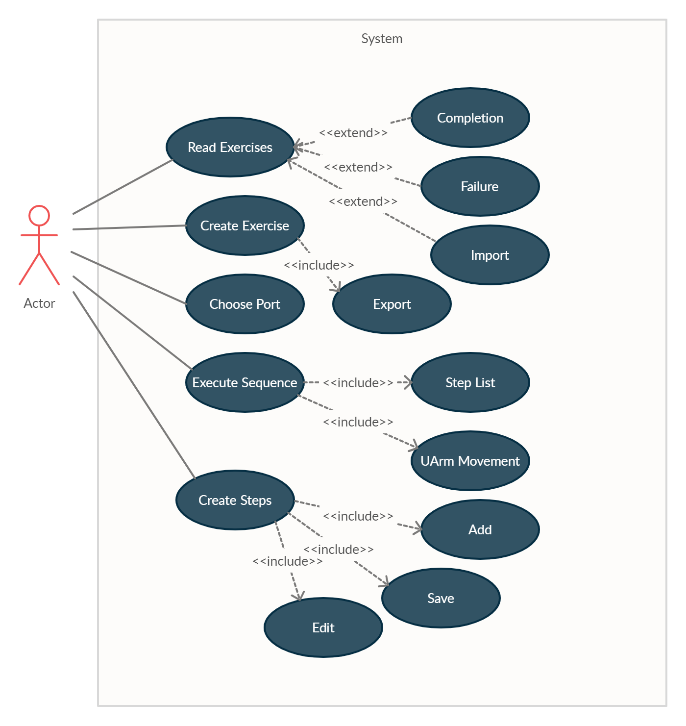 System
Completion
<<extend>>
Read Exercises
<<extend>>
Failure
<<extend>>
Create Exercise
Import
<<include>>
Actor
Choose Port
Export
Execute Sequence
<<include>>
Step List
<<include>>
UArm Movement
Create Steps
<<include>>
Add
<<include>>
<<include>>
Save
Edit